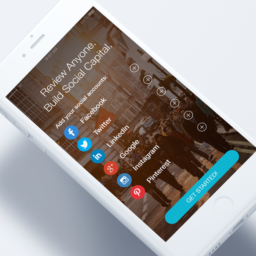 Review Anyone.
Build Social Capital.
Add your social accounts:
Facebook
Twitter
LinkedIn
Google
Instagram
Pinterest
GET STARTED!